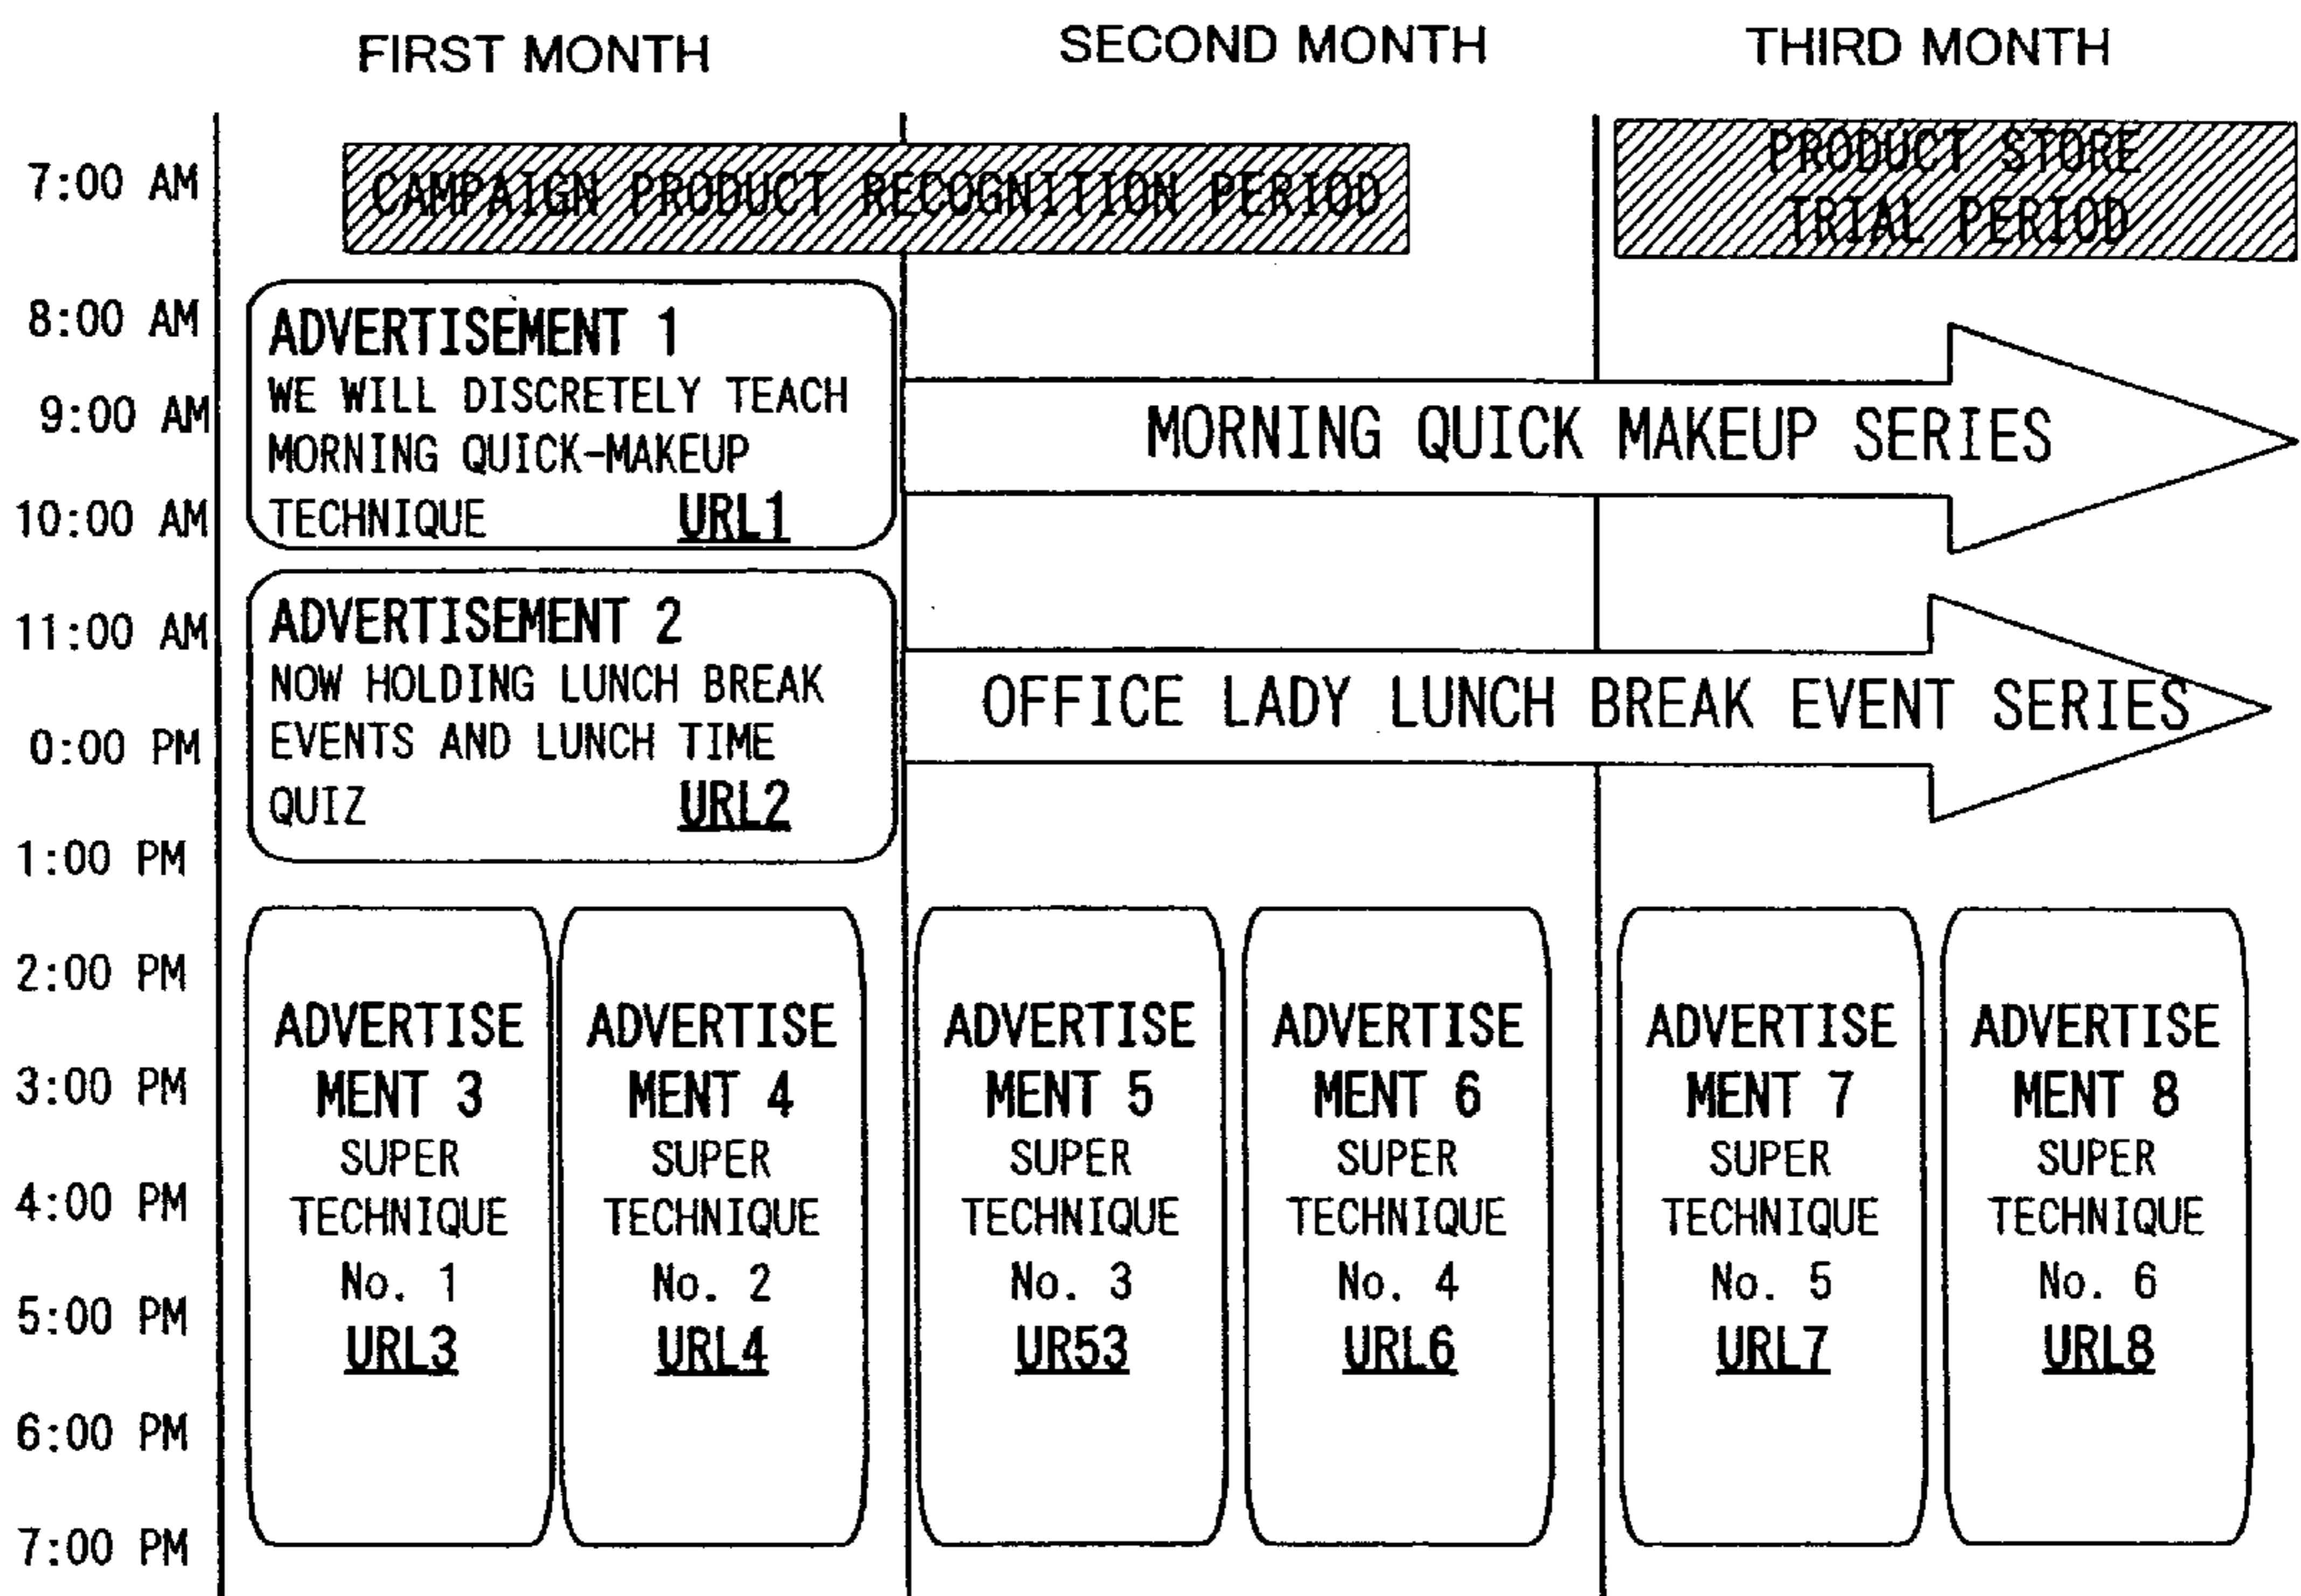 FIRST MONTH
SECOND MONTH
THIRD MONTH
7:00 AM
8:00 AM
9:00 AM
10:00 AM
11:00 AM
0:00 PM
1:00 PM
2:00 PM
3:00 PM
4:00 PM
5:00 PM
6:00 PM
7:00 PM
CAMPAIGN PRODUCT RECOGNITION PERIOD
PRODUCT STORE
TRIAL PERIOD
ADVERTISEMENT 1
WE WILL DISCRETELY TEACH
MORNING QUICK-MAKEUP
TECHNIQUE URL1
MORNING QUICK MAKEUP SERIES
ADVERTISEMENT 2
NOW HOLDING LUNCH BREAK
EVENTS AND LUNCH TIME
QUIZ URL2
OFFICE LADY LUNCH BREAK EVENT SERIES
ADVERTISE
MENT 3
SUPER
TECHNIQUE
No. 1
URL3
ADVERTISE
MENT 4
SUPER
TECHNIQUE
No. 2
URL4
ADVERTISE
MENT 5
SUPER
TECHNIQUE
No. 3
UR53
ADVERTISE
MENT 6
SUPER
TECHNIQUE
No. 4
URL6
ADVERTISE
MENT 7
SUPER
TECHNIQUE
No. 5
URL7
ADVERTISE
MENT 8
SUPER
TECHNIQUE
No. 6
URL8